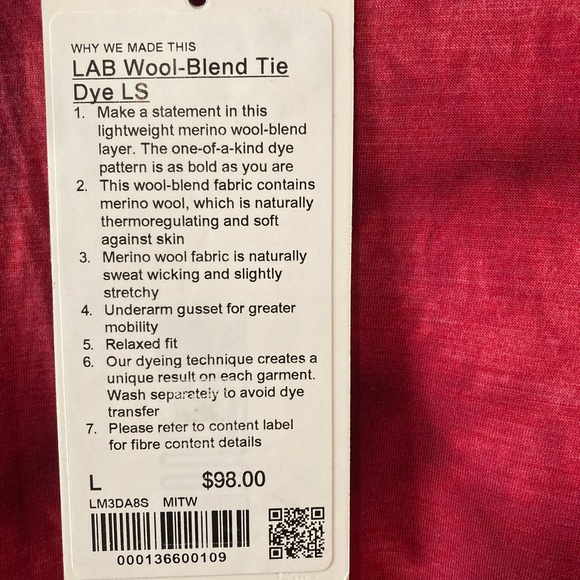 WHY WE MADE THIS
LAB Wool-Blend Tie
Dye LS
1. Make a statement in this
lightweight merino wool-blend
layer. The one-of-a-kind dye
pattern is as bold as you are
2. This wool-blend fabric contains
merino wool, which is naturally
thermoregulating and soft
against skin
3. Merino wool fabric is naturally
sweat wicking and slightly
stretchy
4. Underarm gusset for greater
mobility
5. Relaxed fit
6. Our dyeing technique creates a
unique result on each garment.
Wash separately to avoid dye
transfer
7. Please refer to content label
for fibre content details
L $98.00
LM3DA8S MITW
000136600109